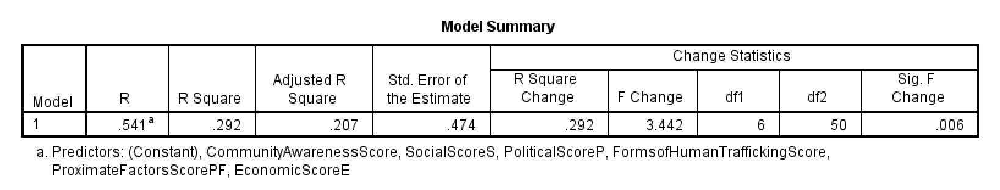 Model Summary
Change Statistics
Model R R Square Adjusted R Square Std. Error of the Estimate R Square Change F Change df1 df2 Sig. F Change
1 .541a .292 .207 .474 .292 3.442 6 50 .006
a. Predictors: (Constant), CommunityAwarenessScore, SocialScoreS, PoliticalScoreP, FormsofHumanTraffickingScore,
ProximateFactorsScorePF, EconomicScoreE